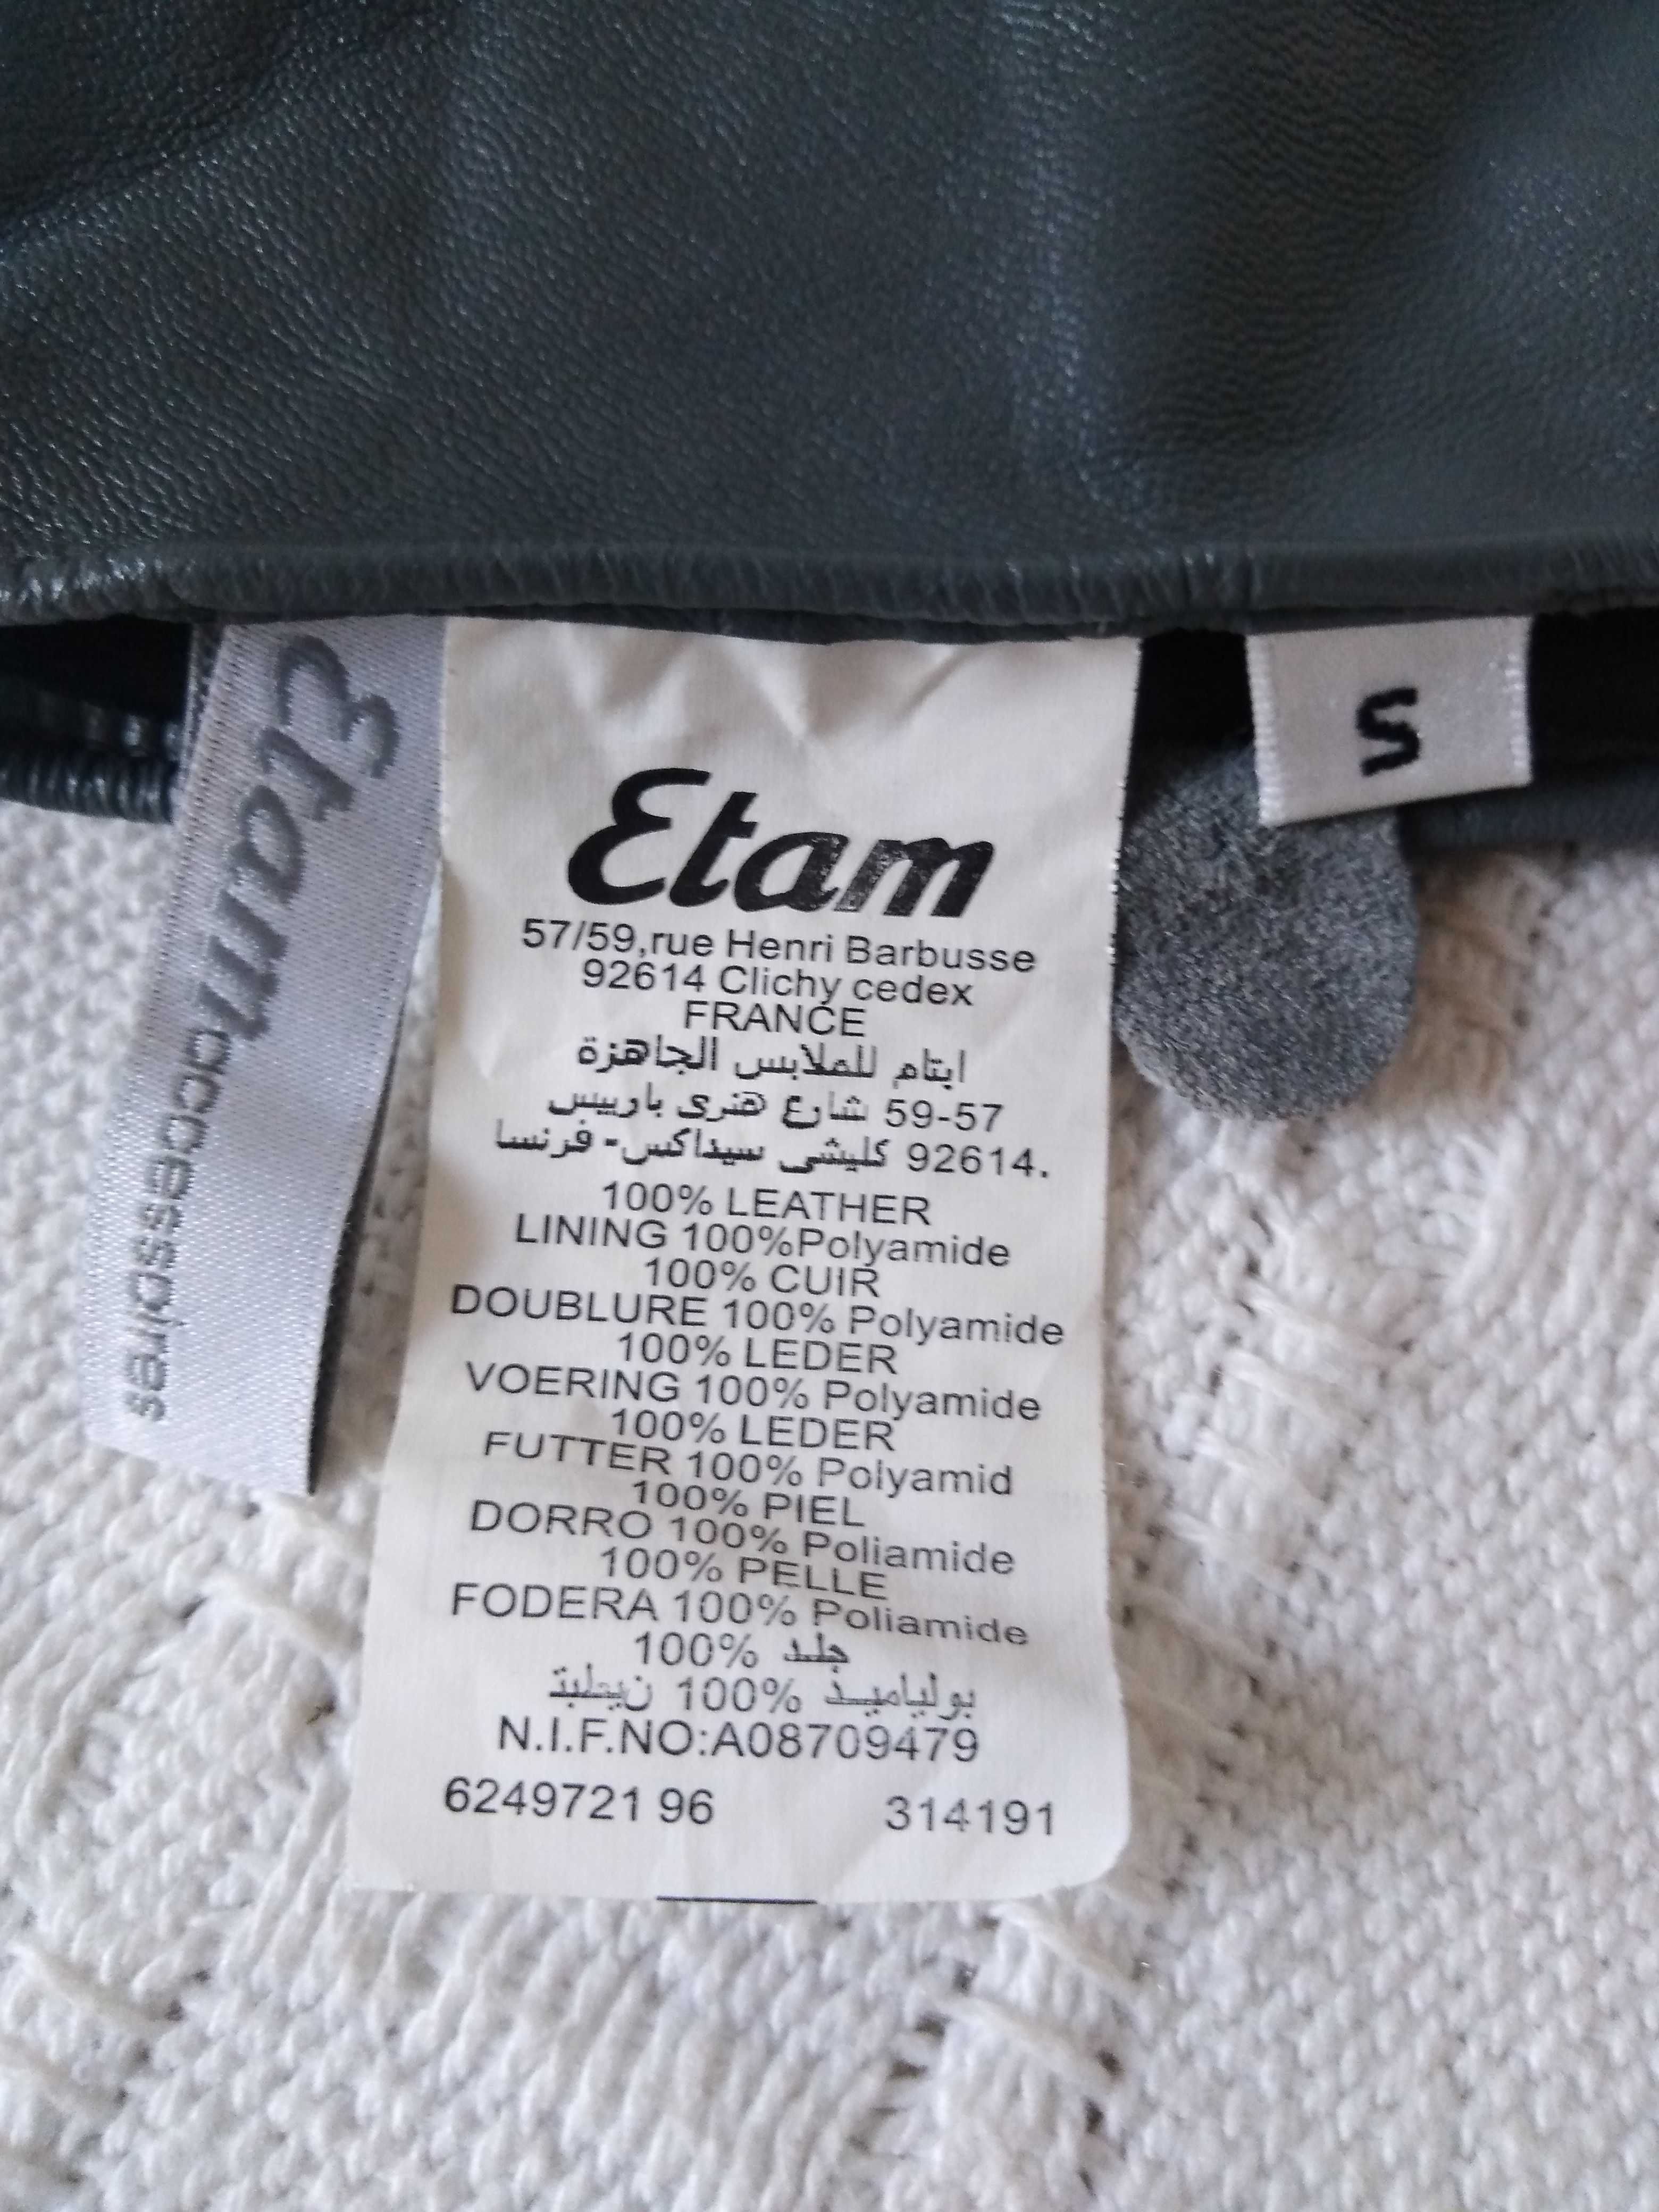 Etam accessoires
S
Etam
57/59,rue Henri Barbusse
92614 Clichy cedex
FRANCE
ايتام للملابس الجاهزة
59-57 شارع هنرى باربيس
92614 كليشى سيداكس- فرنسا.
100% LEATHER
LINING 100%Polyamide
100% CUIR
DOUBLURE 100% Polyamide
100% LEDER
VOERING 100% Polyamide
100% LEDER
FUTTER 100% Polyamid
100% PIEL
DORRO 100% Poliamide
100% PELLE
FODERA 100% Poliamide
100% جلد
بولياميد 100%
N.I.F.NO:A08709479
6249721 96 314191